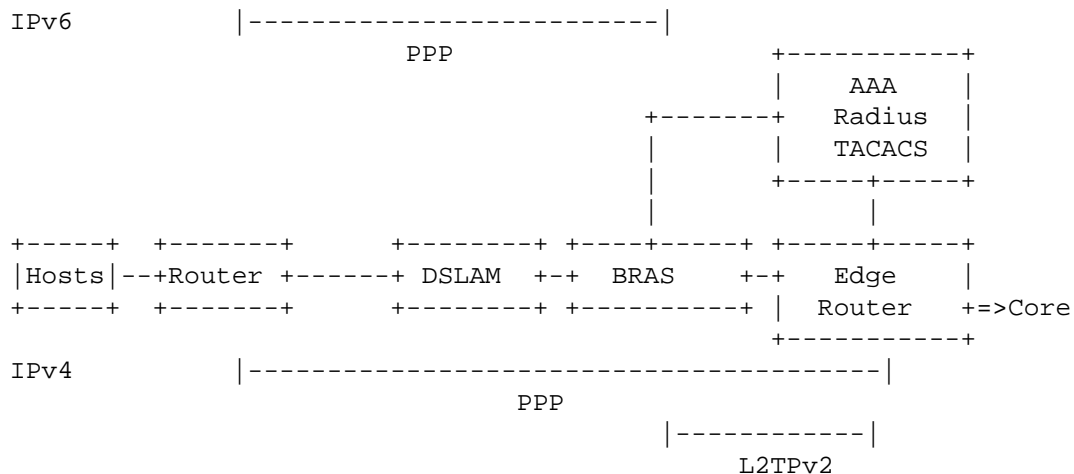 IPv6 |--------------------------|
PPP
+-----------+
| AAA |
+-------+ Radius |
| | TACACS |
| +-----+-----+
| |
+-----+ +-------+ +--------+ +----+-----+ +-----+-----+
|Hosts|--+Router +------+ DSLAM +-+ BRAS +-+ Edge |
+-----+ +-------+ +--------+ +----------+ | Router +=>Core
+-----------+
IPv4 |----------------------------------------|
PPP
|------------|
L2TPv2